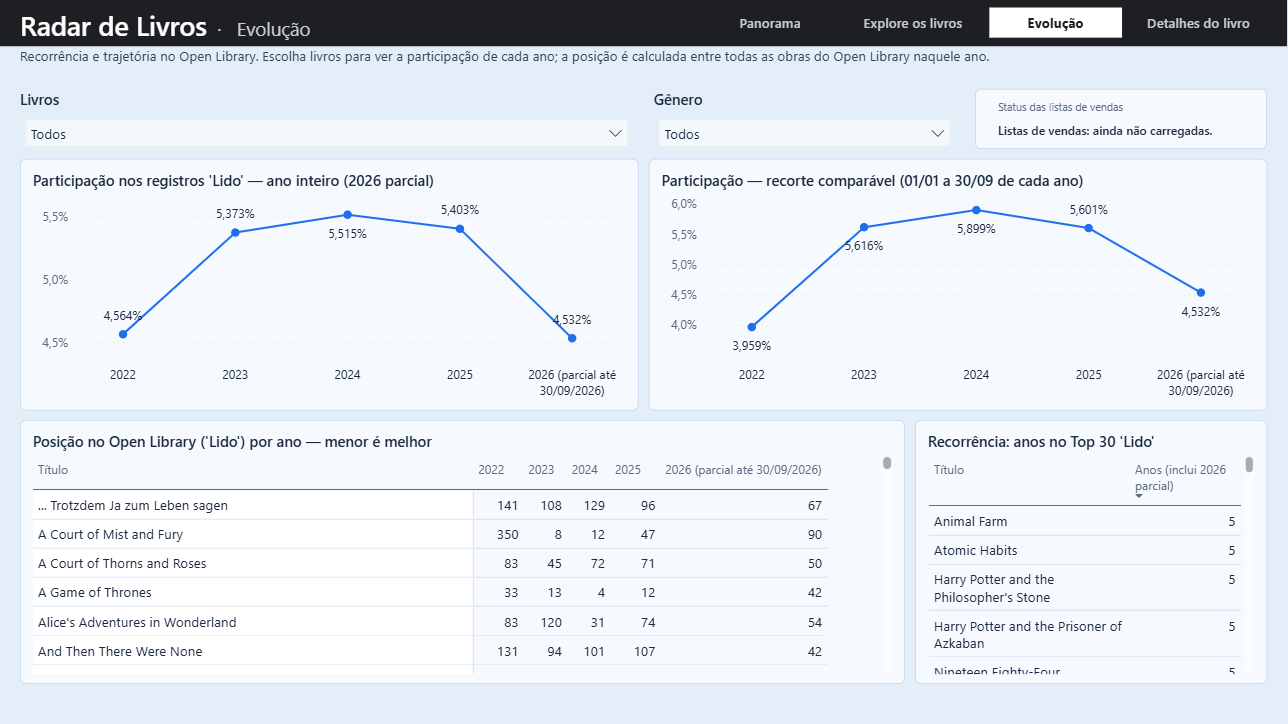 Radar de Livros · Evolução
Panorama
Explore os livros
Evolução
Detalhes do livro
Recorrência e trajetória no Open Library. Escolha livros para ver a participação de cada ano; a posição é calculada entre todas as obras do Open Library naquele ano.
Livros
Todos
Gênero
Todos
Status das listas de vendas
Listas de vendas: ainda não carregadas.
Participação nos registros 'Lido' — ano inteiro (2026 parcial)
5,5%
5,0%
4,5%
4,564%
5,373%
5,515%
5,403%
4,532%
2022
2023
2024
2025
2026 (parcial até
30/09/2026)
Participação — recorte comparável (01/01 a 30/09 de cada ano)
6,0%
5,5%
5,0%
4,5%
4,0%
3,959%
5,616%
5,899%
5,601%
4,532%
2022
2023
2024
2025
2026 (parcial até
30/09/2026)
Posição no Open Library ('Lido') por ano — menor é melhor
Título 2022 2023 2024 2025 2026 (parcial até 30/09/2026)
... Trotzdem Ja zum Leben sagen 141 108 129 96 67
A Court of Mist and Fury 350 8 12 47 90
A Court of Thorns and Roses 83 45 72 71 50
A Game of Thrones 33 13 4 12 42
Alice's Adventures in Wonderland 83 120 31 74 54
And Then There Were None 131 94 101 107 42
Recorrência: anos no Top 30 'Lido'
Título Anos (inclui 2026
parcial)
Animal Farm 5
Atomic Habits 5
Harry Potter and the 5
Philosopher's Stone
Harry Potter and the Prisoner of 5
Azkaban
Nineteen Eighty-Four 5